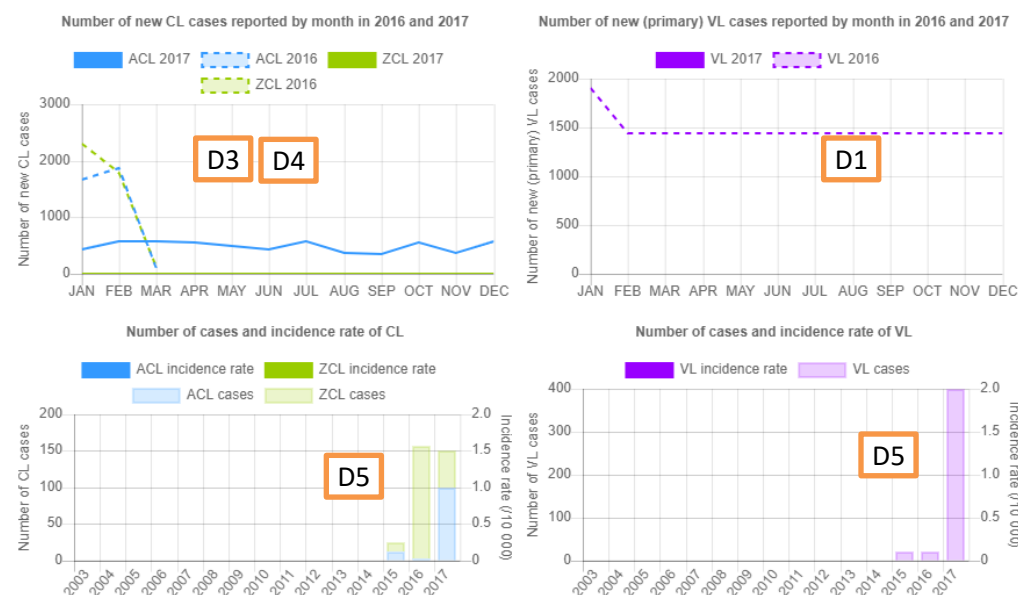 Number of new CL cases reported by month in 2016 and 2017
ACL 2017 ACL 2016 ZCL 2017
ZCL 2016
Number of new CL cases
3000
2000
1000
0
D3 D4
JAN FEB MAR APR MAY JUN JUL AUG SEP OCT NOV DEC
Number of new (primary) VL cases reported by month in 2016 and 2017
VL 2017 VL 2016
Number of new (primary) VL cases
2000
1500
1000
500
0
D1
JAN FEB MAR APR MAY JUN JUL AUG SEP OCT NOV DEC
Number of cases and incidence rate of CL
ACL incidence rate ZCL incidence rate
ACL cases ZCL cases
Number of CL cases
200
150
100
50
0
D5
2.0
1.5
1.0
0.5
0
Incidence rate (/10 000)
2003 2004 2005 2006 2007 2008 2009 2010 2011 2012 2013 2014 2015 2016 2017
Number of cases and incidence rate of VL
VL incidence rate VL cases
Number of VL cases
400
300
200
100
0
D5
2.0
1.5
1.0
0.5
0
Incidence rate (/10 000)
2003 2004 2005 2006 2007 2008 2009 2010 2011 2012 2013 2014 2015 2016 2017